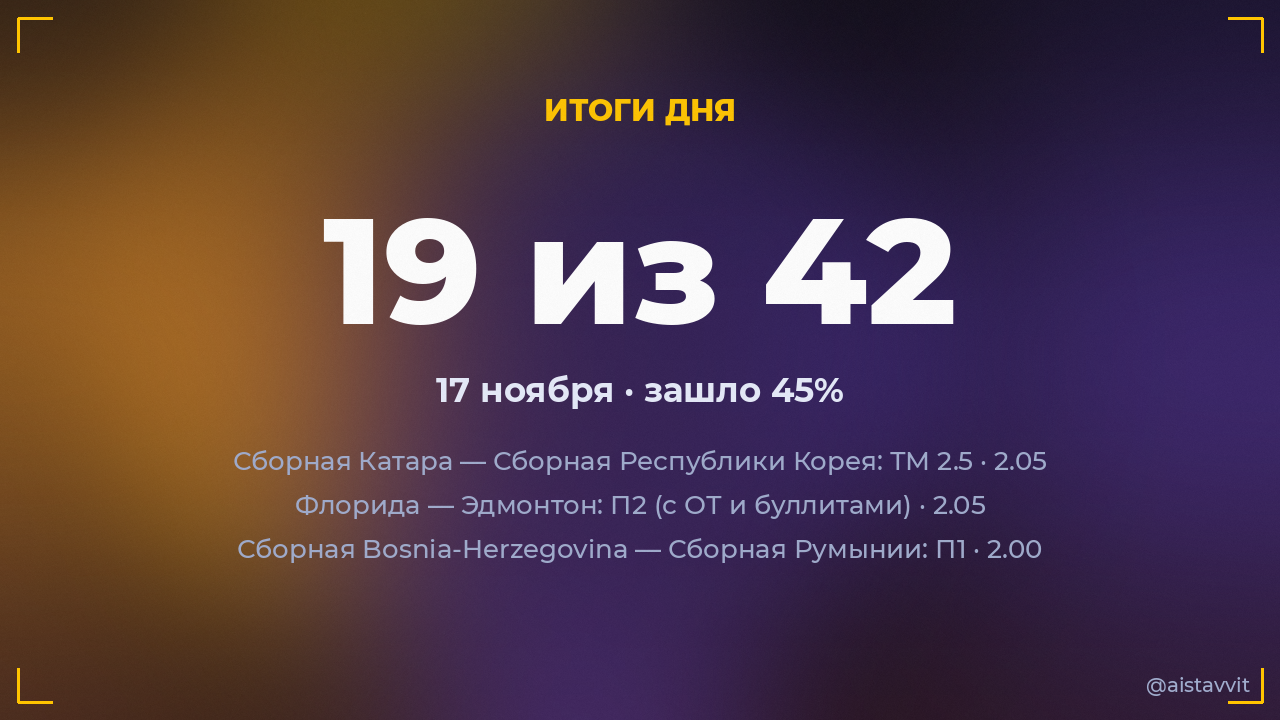 ИТОГИ ДНЯ
19 из 42
17 ноября · зашло 45%
Сборная Катара — Сборная Республики Корея: ТМ 2.5 · 2.05
Флорида — Эдмонтон: П2 (с ОТ и буллитами) · 2.05
Сборная Bosnia-Herzegovina — Сборная Румынии: П1 · 2.00
@aistavvit